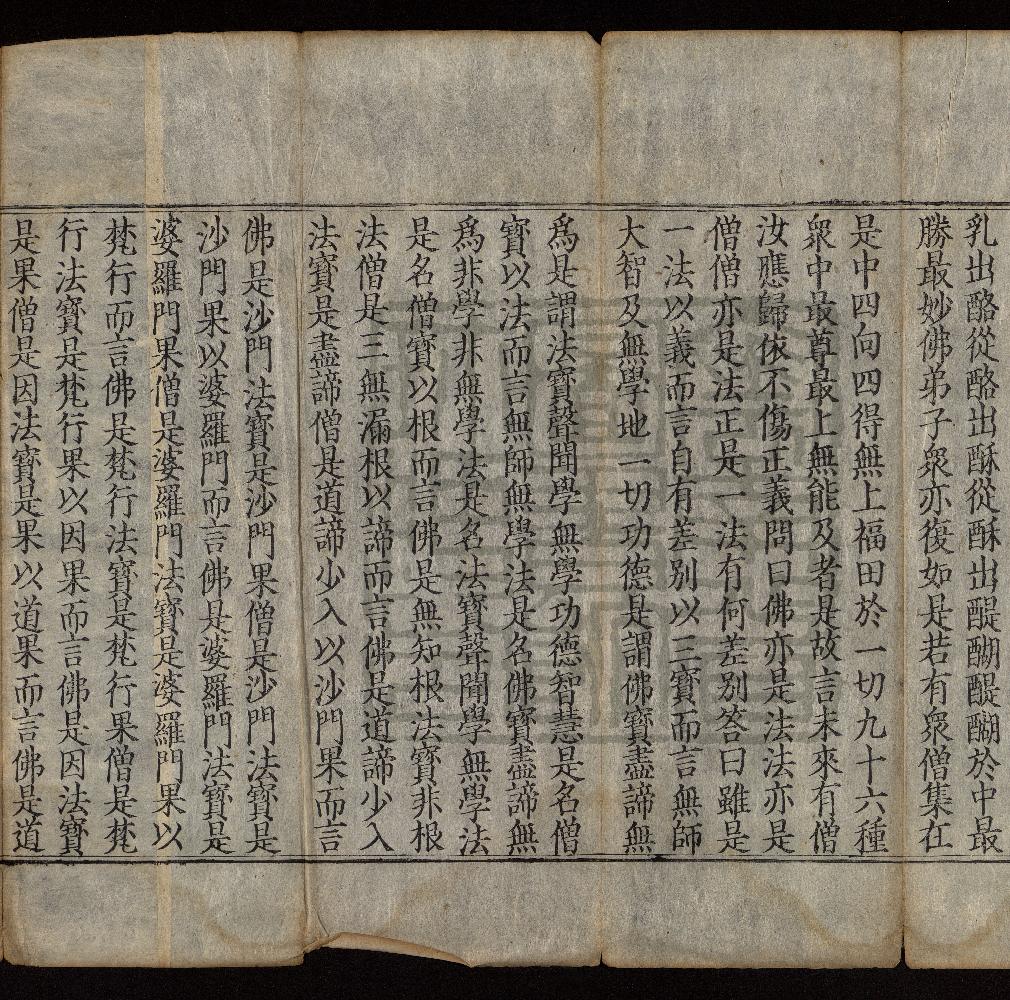 乳出酪從酪出酥從酥出醍醐醍醐於中最
勝最妙佛弟子衆亦復如是若有衆僧集在
是中四向四得無上福田於一切九十六種
衆中最尊最上無能及者是故言未來有僧
汝應歸依不傷正義問曰佛亦是法法亦是
僧僧亦是法正是一法有何差别答曰雖是
一法以義而言自有差别以三寶而言無師
大智及無學地一切功德是謂佛寶盡諦無
爲是謂法寶聲聞學無學功德智慧是名僧
寶以法而言無師無學法是名佛寶盡諦無
爲非學非無學法是名法寶聲聞學無學法
是名僧寶以根而言佛是無知根法寶非根
法僧是三無漏根以諦而言佛是道諦少入
法寶是盡諦僧是道諦少入以沙門果而言
佛是沙門法寶是沙門果僧是沙門法寶是
沙門果以婆羅門而言佛是婆羅門法寶是
婆羅門果僧是婆羅門法寶是婆羅門果以
梵行而言佛是梵行法寶是梵行果僧是梵
行法寶是梵行果以因果而言佛是因法寶
是果僧是因法寶是果以道果而言佛是道